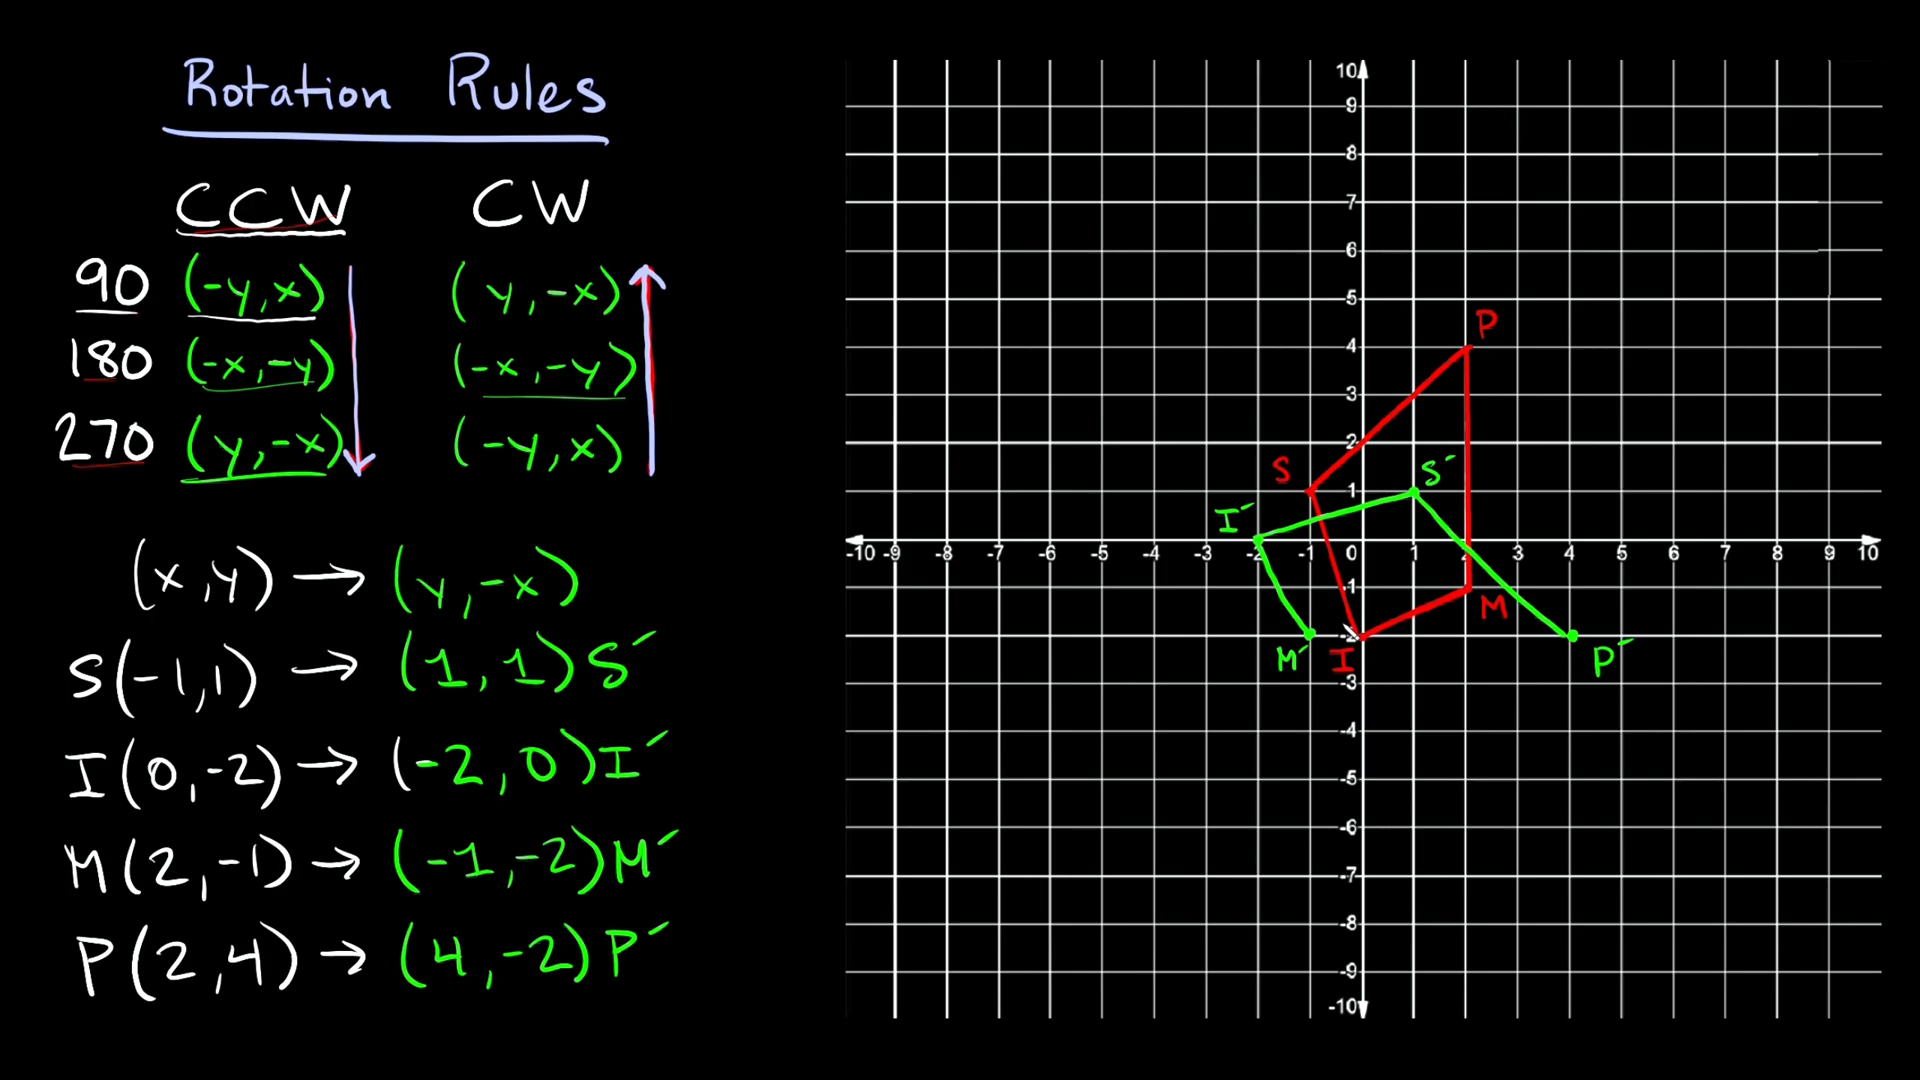 Rotation Rules
CCW CW
90 (-y,x) (y,-x)
180 (-x,-y) (-x,-y)
270 (y,-x) (-y,x)
(x,y) → (y,-x)
S(-1,1) → (1,1)S´
I(0,-2) → (-2,0)I´
M(2,-1) → (-1,-2)M´
P(2,4) → (4,-2)P´
10
9
8
7
6
5
P
4
3
2
S S´
1
I´
-10 -9 -8 -7 -6 -5 -4 -3 -2 -1 0 1 2 3 4 5 6 7 8 9 10
-1
M
-2
M´ I P´
-3
-4
-5
-6
-7
-8
-9
-10